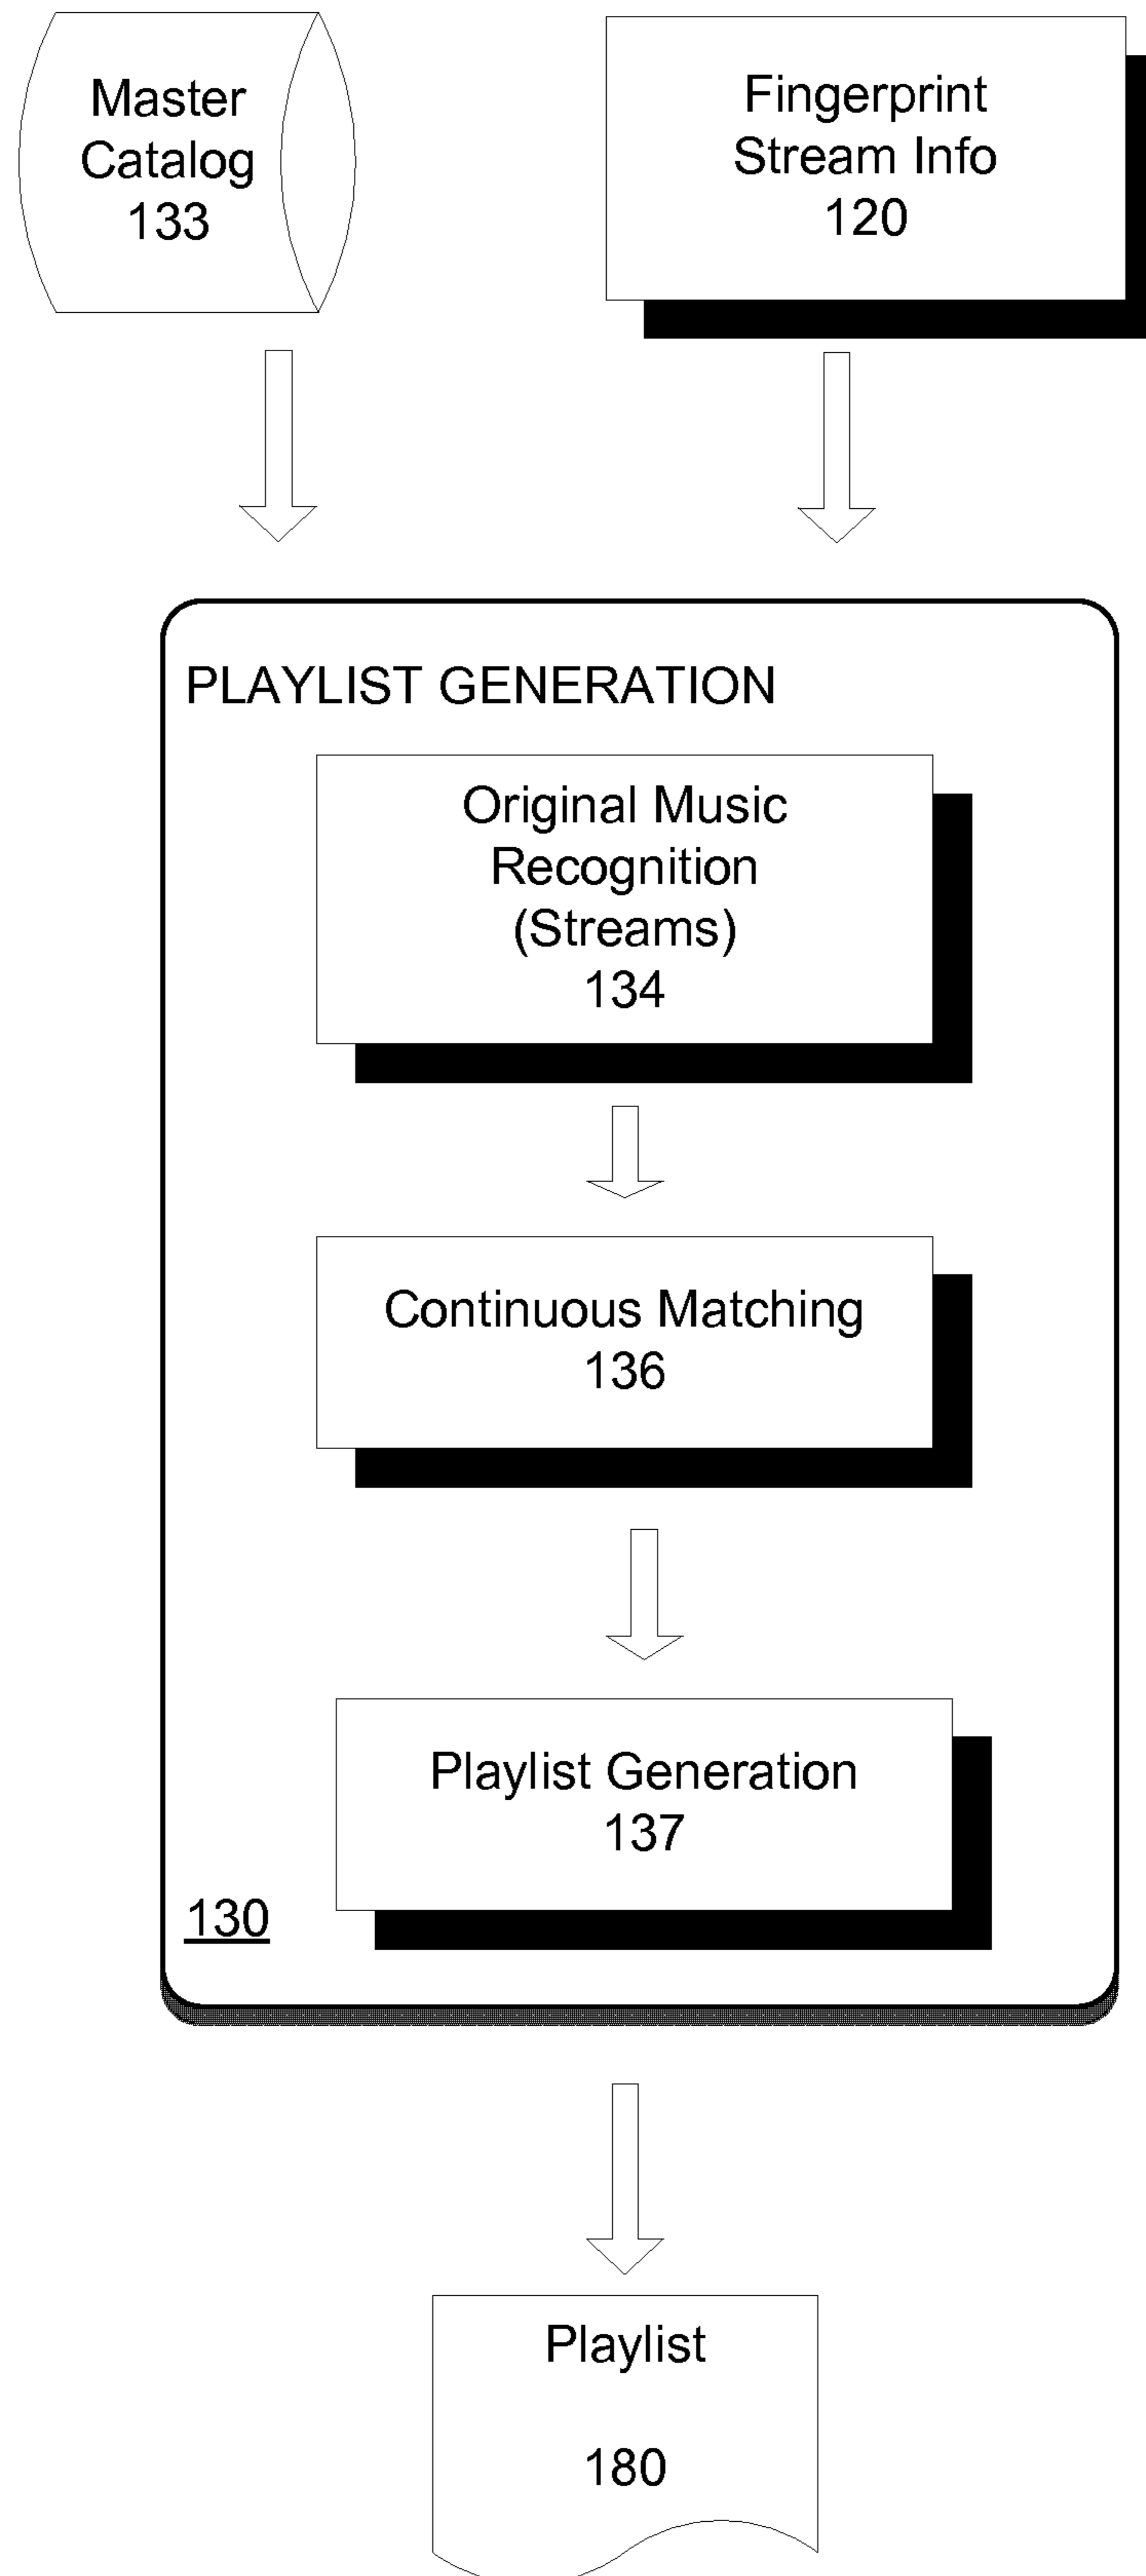 Master
Catalog
133
Fingerprint
Stream Info
120
PLAYLIST GENERATION
Original Music
Recognition
(Streams)
134
Continuous Matching
136
Playlist Generation
137
130
Playlist
180